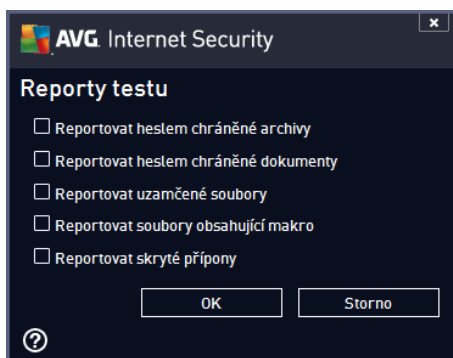 AVG. Internet Security
Reporty testu
Reportovat heslem chráněné archivy
Reportovat heslem chráněné dokumenty
Reportovat uzamčené soubory
Reportovat soubory obsahující makro
Reportovat skryté přípony
OK
Storno
?